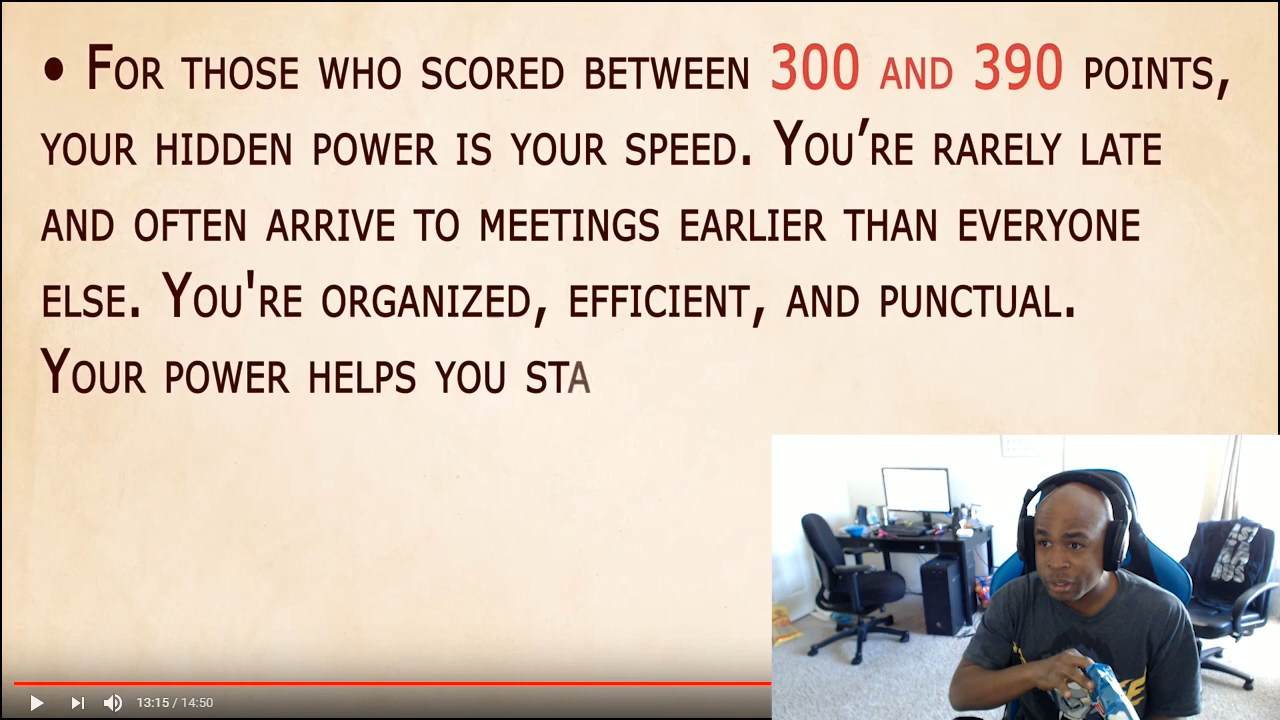 • For those who scored between 300 and 390 points,
your hidden power is your speed. You’re rarely late
and often arrive to meetings earlier than everyone
else. You're organized, efficient, and punctual.
Your power helps you sta
13:15 / 14:50